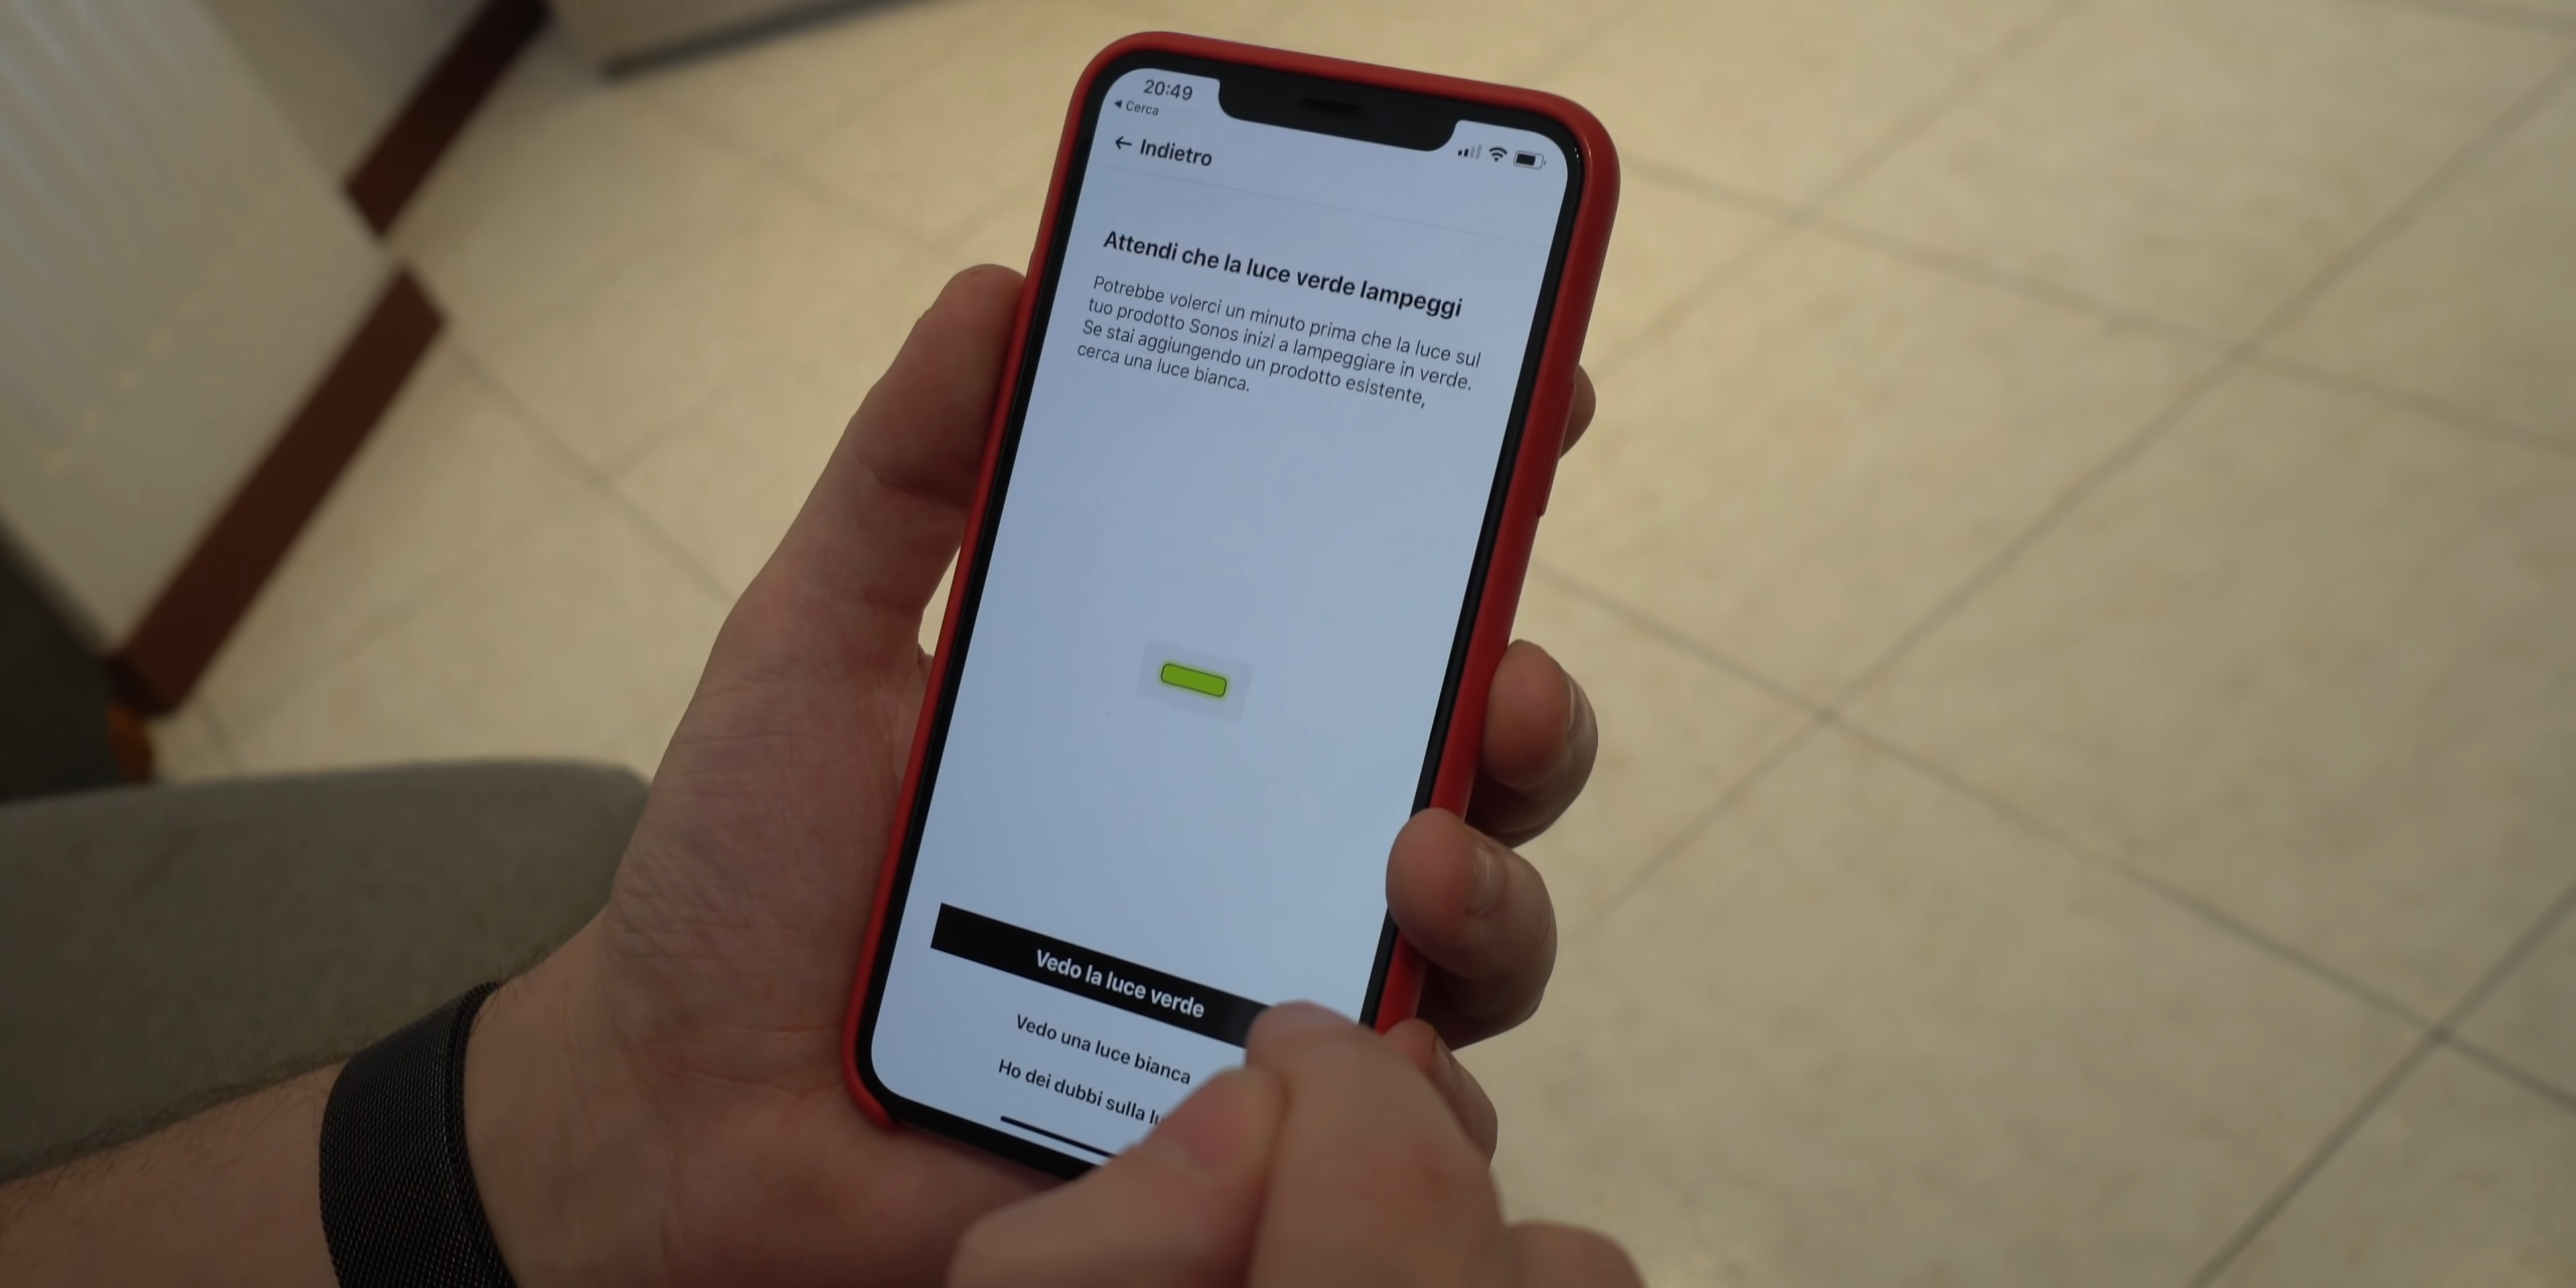 20:49
Cerca
Indietro
Attendi che la luce verde lampeggi
Potrebbe volerci un minuto prima che la luce sul
tuo prodotto Sonos inizi a lampeggiare in verde.
Se stai aggiungendo un prodotto esistente,
cerca una luce bianca.
Vedo la luce verde
Vedo una luce bianca
Ho dei dubbi sulla